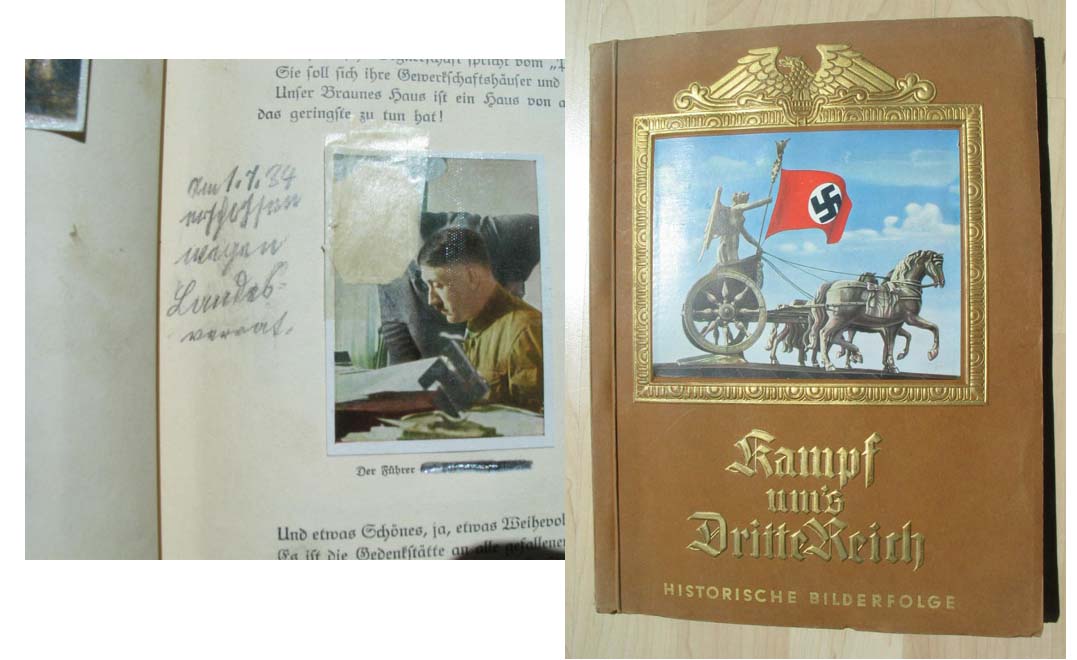 spricht vom
Sie soll sich ihre Gewerkschaftshäuser und
Unser Braunes Haus ist ein Haus von
das geringste zu tun hat!
Am 1.7.34
erschossen
wegen
Landes-
verrat.
Der Führer
Und etwas Schönes, ja, etwas Weihevol
Es ist die Gedenkstätte an alle gefallenen
Kampf
um's
Dritte Reich
HISTORISCHE BILDERFOLGE